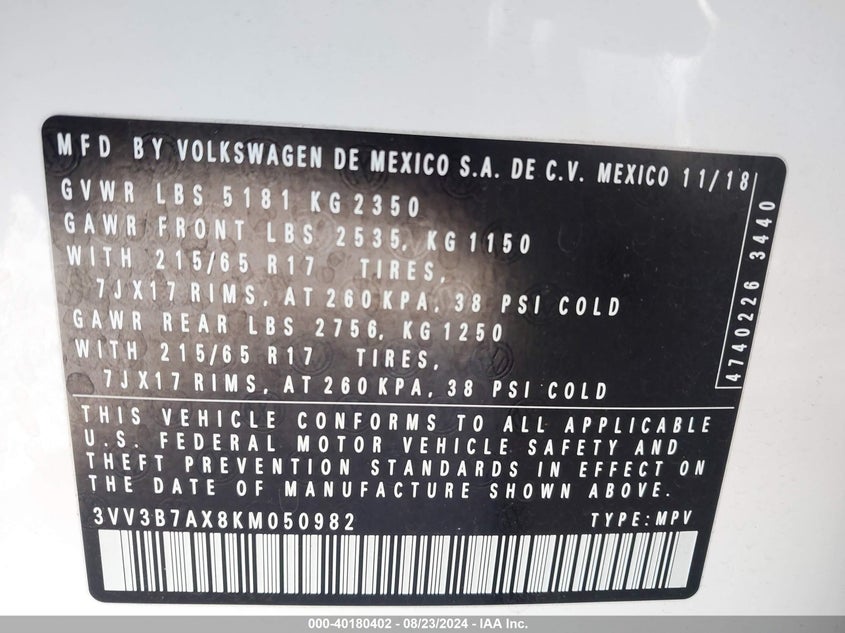 MFD BY VOLKSWAGEN DE MEXICO S.A. DE C.V. MEXICO 11/18
GVWR LBS 5181 KG 2350
GAWR FRONT LBS 2535, KG 1150
WITH 215/65 R17 TIRES,
7JX17 RIMS, AT 260 KPA, 38 PSI COLD
GAWR REAR LBS 2756, KG 1250
WITH 215/65 R17 TIRES,
7JX17 RIMS, AT 260 KPA, 38 PSI COLD
4740226 3440
THIS VEHICLE CONFORMS TO ALL APPLICABLE
U.S. FEDERAL MOTOR VEHICLE SAFETY AND
THEFT PREVENTION STANDARDS IN EFFECT ON
THE DATE OF MANUFACTURE SHOWN ABOVE.
3VV3B7AX8KM050982 TYPE: MPV
000-40180402 - 08/23/2024 - IAA Inc.